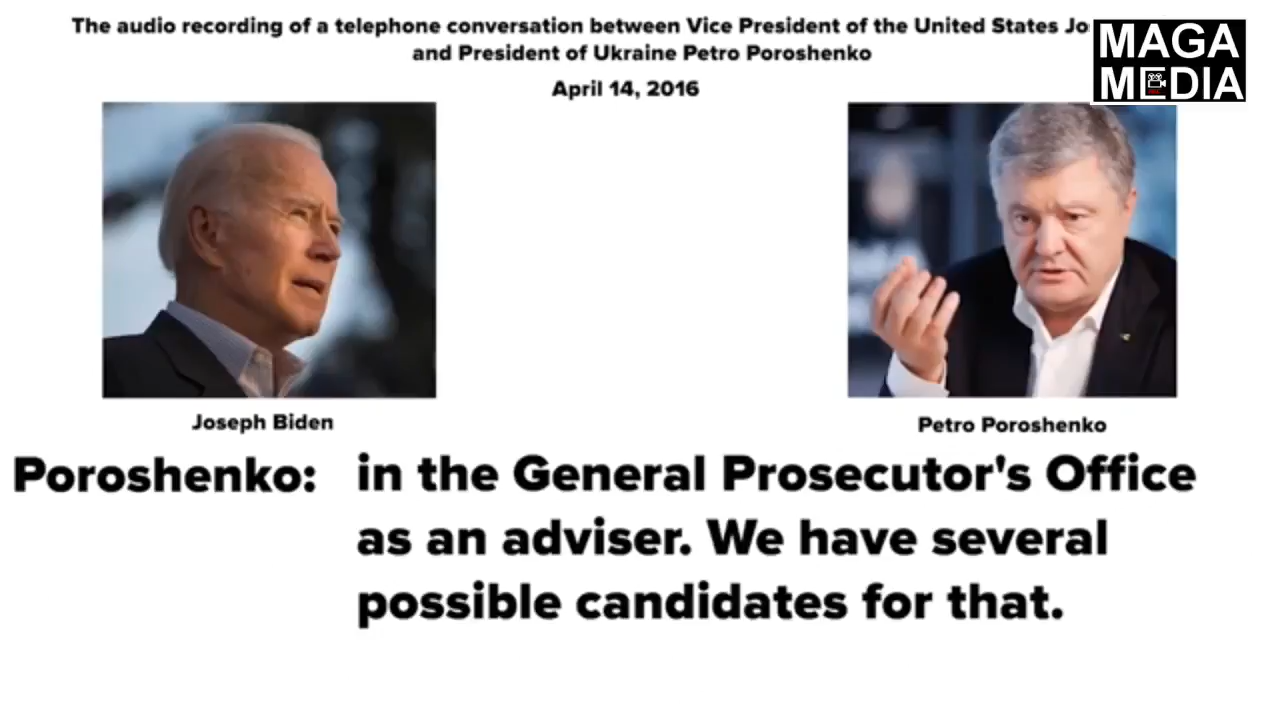 The audio recording of a telephone conversation between Vice President of the United States
and President of Ukraine Petro Poroshenko
April 14, 2016
MAGA
MEDIA
Joseph Biden
Petro Poroshenko
Poroshenko: in the General Prosecutor's Office
as an adviser. We have several
possible candidates for that.